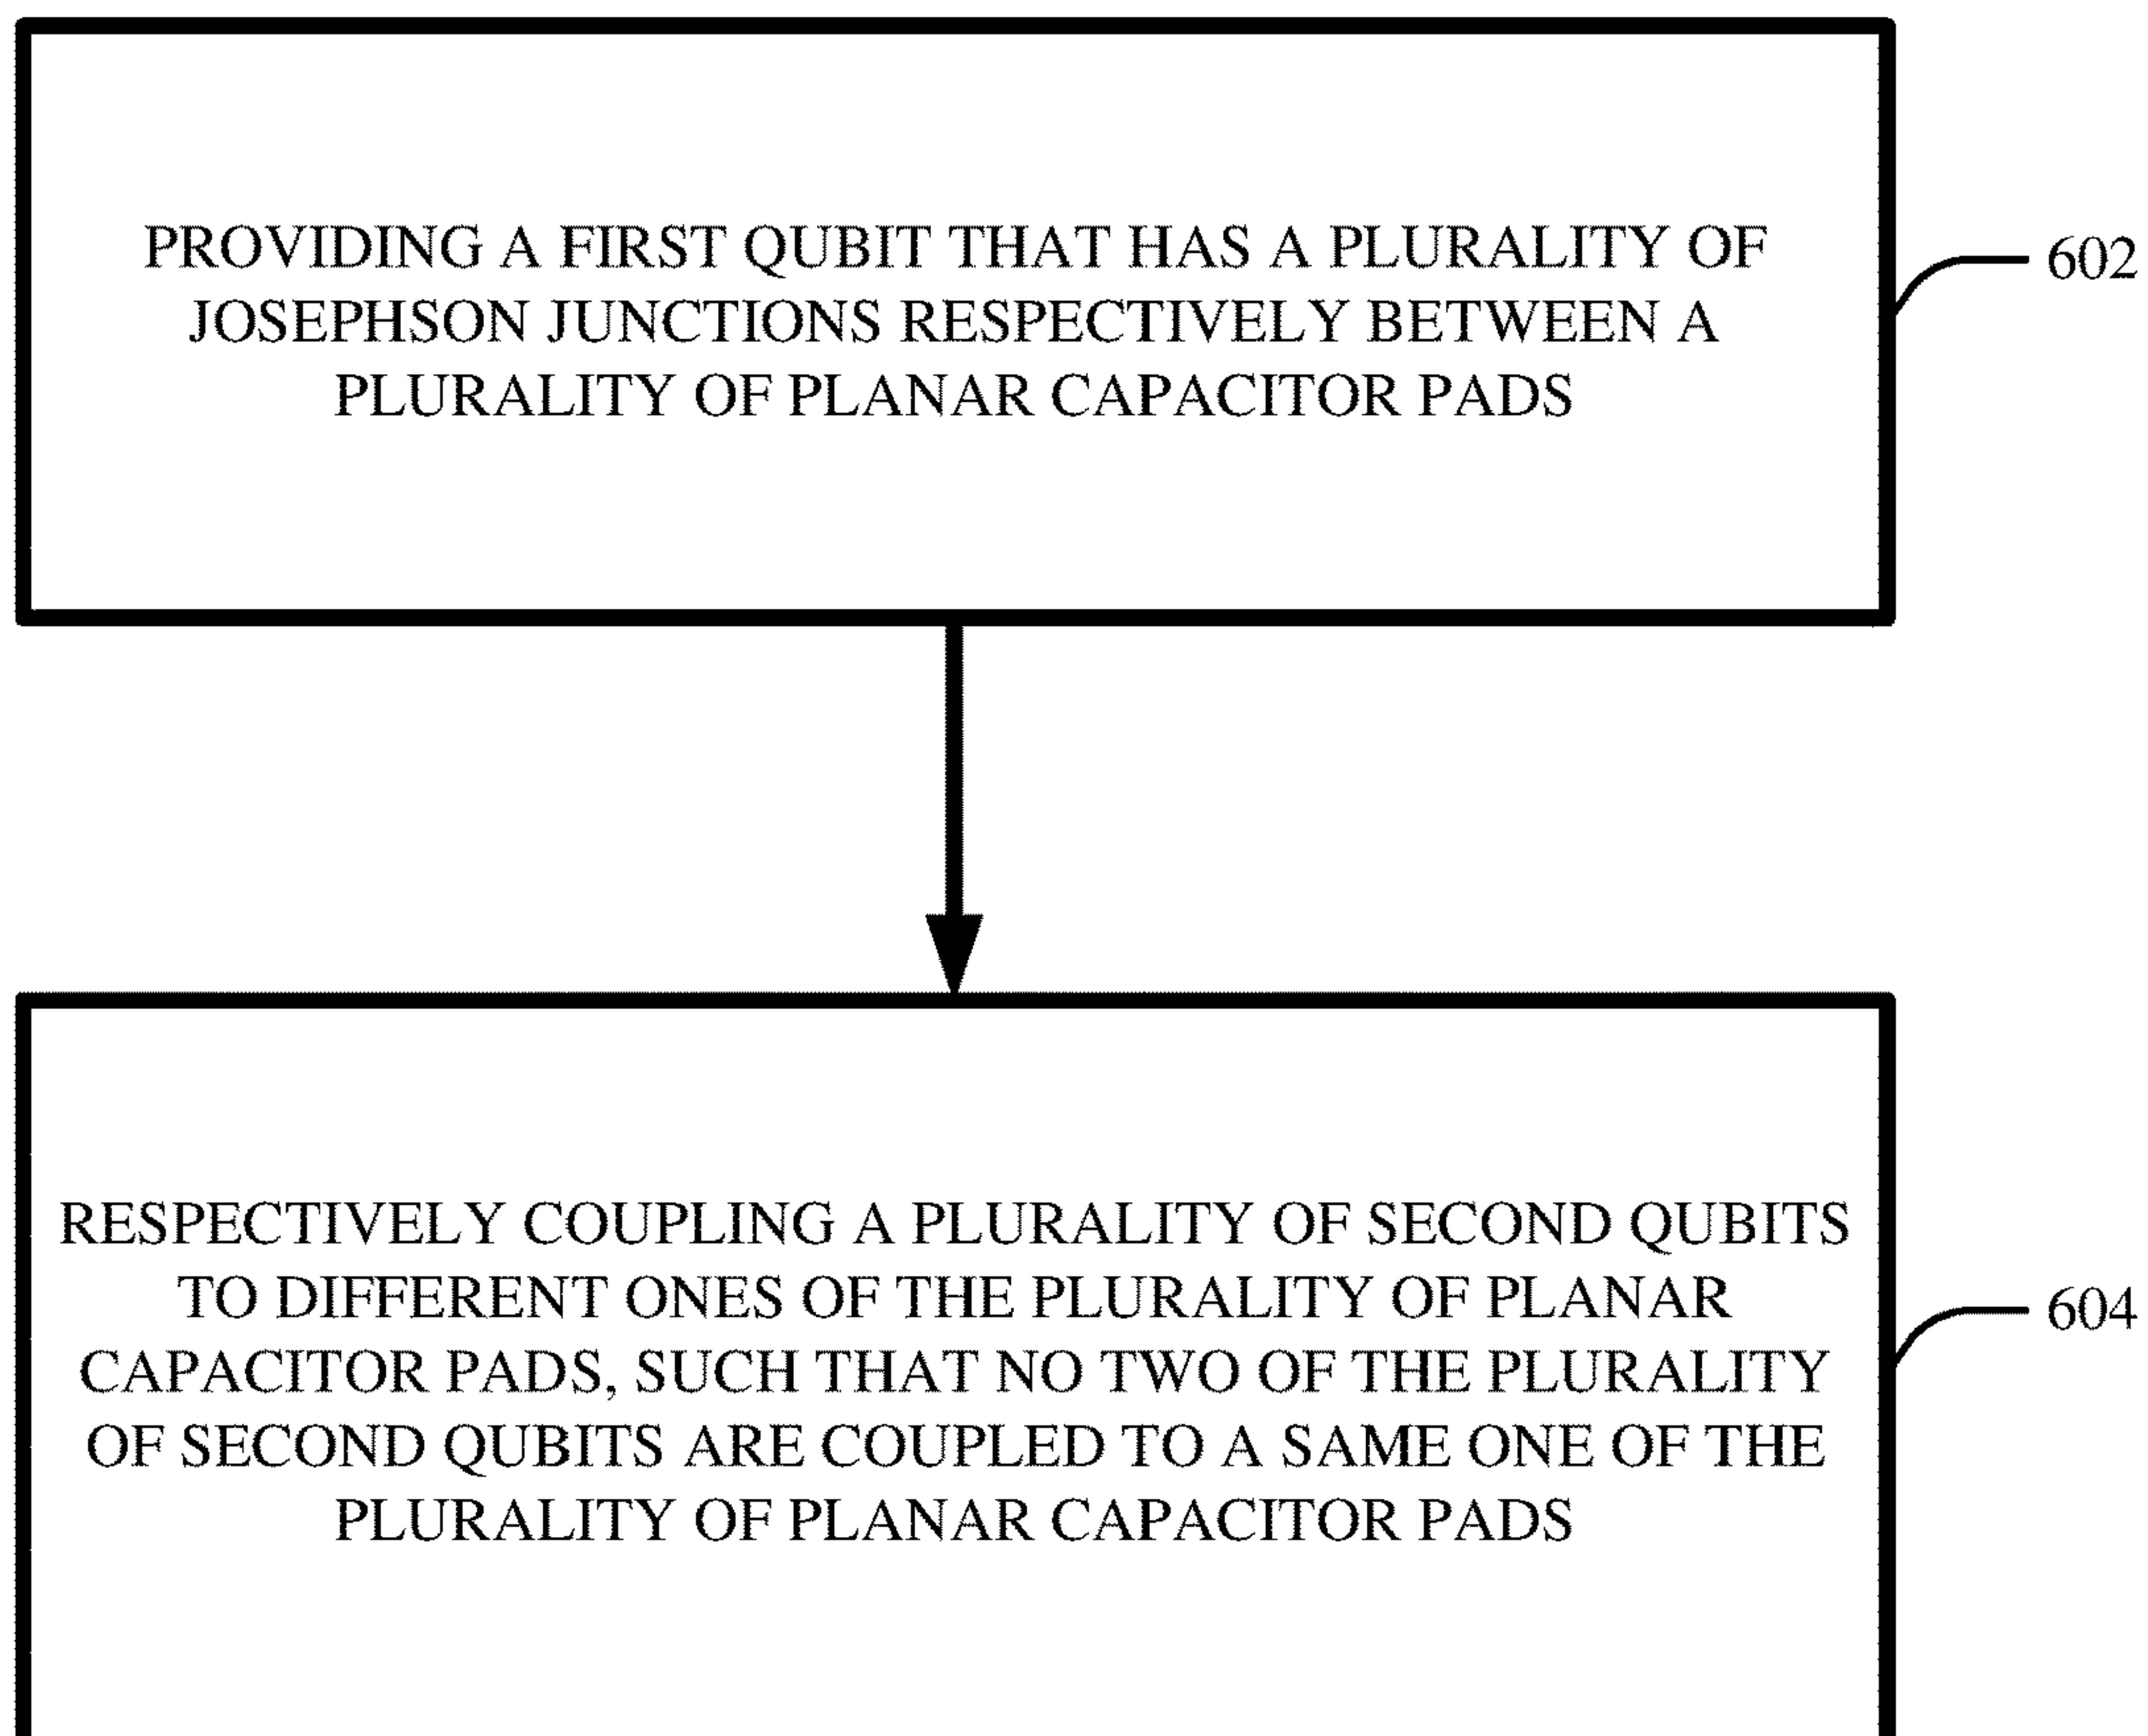 PROVIDING A FIRST QUBIT THAT HAS A PLURALITY OF
JOSEPHSON JUNCTIONS RESPECTIVELY BETWEEN A
PLURALITY OF PLANAR CAPACITOR PADS
602
RESPECTIVELY COUPLING A PLURALITY OF SECOND QUBITS
TO DIFFERENT ONES OF THE PLURALITY OF PLANAR
CAPACITOR PADS, SUCH THAT NO TWO OF THE PLURALITY
OF SECOND QUBITS ARE COUPLED TO A SAME ONE OF THE
PLURALITY OF PLANAR CAPACITOR PADS
604